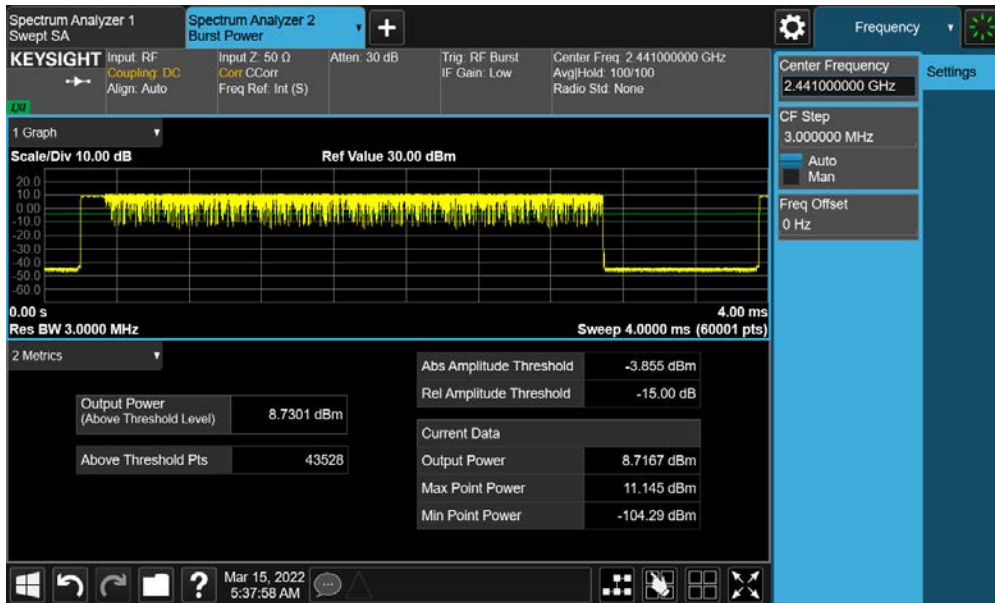 Spectrum Analyzer 1
Swept SA
Spectrum Analyzer 2
Burst Power
Frequency
KEYSIGHT
Input: RF
Coupling: DC
Align: Auto
Input Z: 50 Ω
Corr CCorr
Freq Ref: Int (S)
Atten: 30 dB
Trig: RF Burst
IF Gain: Low
Center Freq: 2.441000000 GHz
Avg|Hold: 100/100
Radio Std: None
LXI
Center Frequency
2.441000000 GHz
Settings
CF Step
3.000000 MHz
Auto
Man
Freq Offset
0 Hz
1 Graph
Scale/Div 10.00 dB
Ref Value 30.00 dBm
20.0
10.0
0.00
-10.0
-20.0
-30.0
-40.0
-50.0
-60.0
0.00 s
4.00 ms
Res BW 3.0000 MHz
Sweep 4.0000 ms (60001 pts)
2 Metrics
Output Power
(Above Threshold Level)
8.7301 dBm
Above Threshold Pts
43528
Abs Amplitude Threshold
-3.855 dBm
Rel Amplitude Threshold
-15.00 dB
Current Data
Output Power
8.7167 dBm
Max Point Power
11.145 dBm
Min Point Power
-104.29 dBm
?
Mar 15, 2022
5:37:58 AM